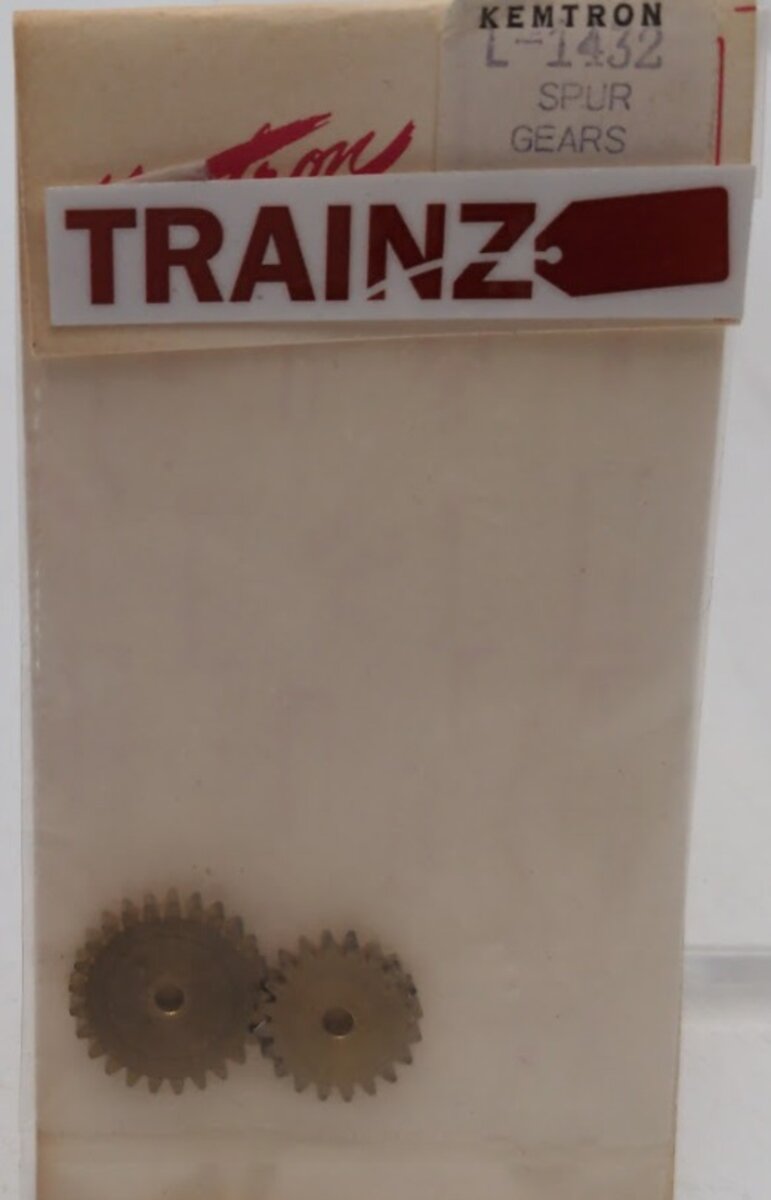 KEMTRON
L-1432
SPUR
GEARS
TRAINZ